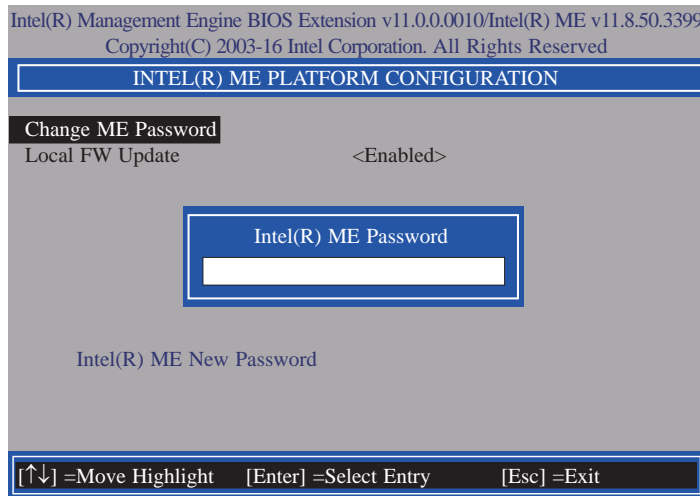 Intel(R) Management Engine BIOS Extension v11.0.0.0010/Intel(R) ME v11.8.50.3399
Copyright(C) 2003-16 Intel Corporation. All Rights Reserved
INTEL(R) ME PLATFORM CONFIGURATION
Change ME Password
Local FW Update <Enabled>
Intel(R) ME Password
Intel(R) ME New Password
[↑↓] =Move Highlight [Enter] =Select Entry [Esc] =Exit